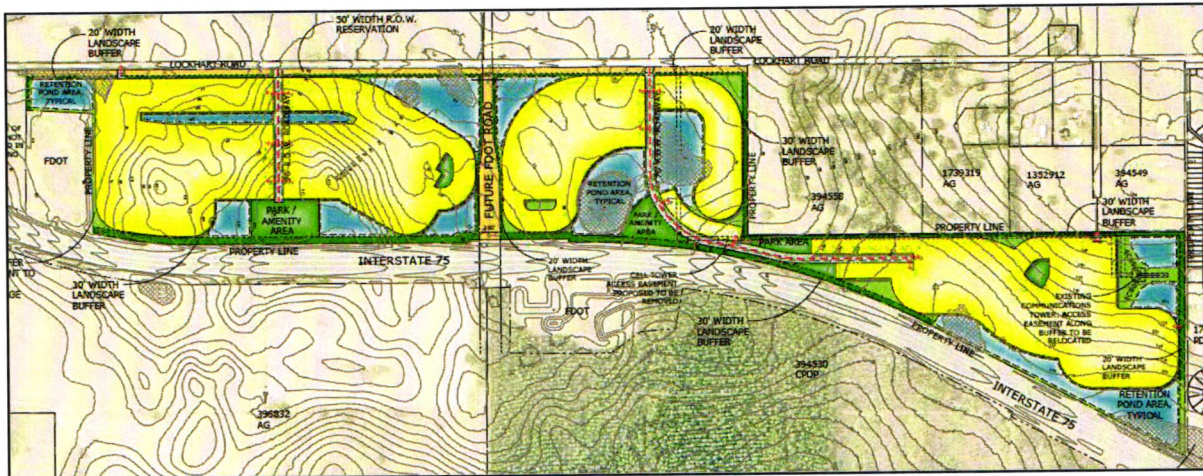 20' WIDTH
LANDSCAPE
BUFFER
50' WIDTH R.O.W.
RESERVATION
20' WIDTH
LANDSCAPE
BUFFER
LOCKHART ROAD
LOCKHART ROAD
RETENTION
POND AREA,
TYPICAL
FDOT
PROPERTY LINE
FUTURE FDOT ROAD
30' WIDTH
LANDSCAPE
BUFFER
PROPERTY LINE
1739319
AG
1352912
AG
394549
AG
394558
AG
RETENTION
POND AREA,
TYPICAL
PARK /
AMENITY
AREA
PARK /
AMENITY
AREA
30' WIDTH
LANDSCAPE
BUFFER
PROPERTY LINE
PARK AREA
PROPERTY LINE
INTERSTATE 75
20' WIDTH
LANDSCAPE
BUFFER
CELL TOWER
ACCESS EASEMENT
PROPOSED TO BE
REMOVED
30' WIDTH
LANDSCAPE
BUFFER
FDOT
30' WIDTH
LANDSCAPE
BUFFER
EXISTING
COMMUNICATIONS
TOWER; ACCESS
EASEMENT ALONG
BUFFER TO BE
RELOCATED
PROPERTY LINE
20' WIDTH
LANDSCAPE
BUFFER
394530
CPDP
INTERSTATE 75
RETENTION
POND AREA,
TYPICAL
396832
AG